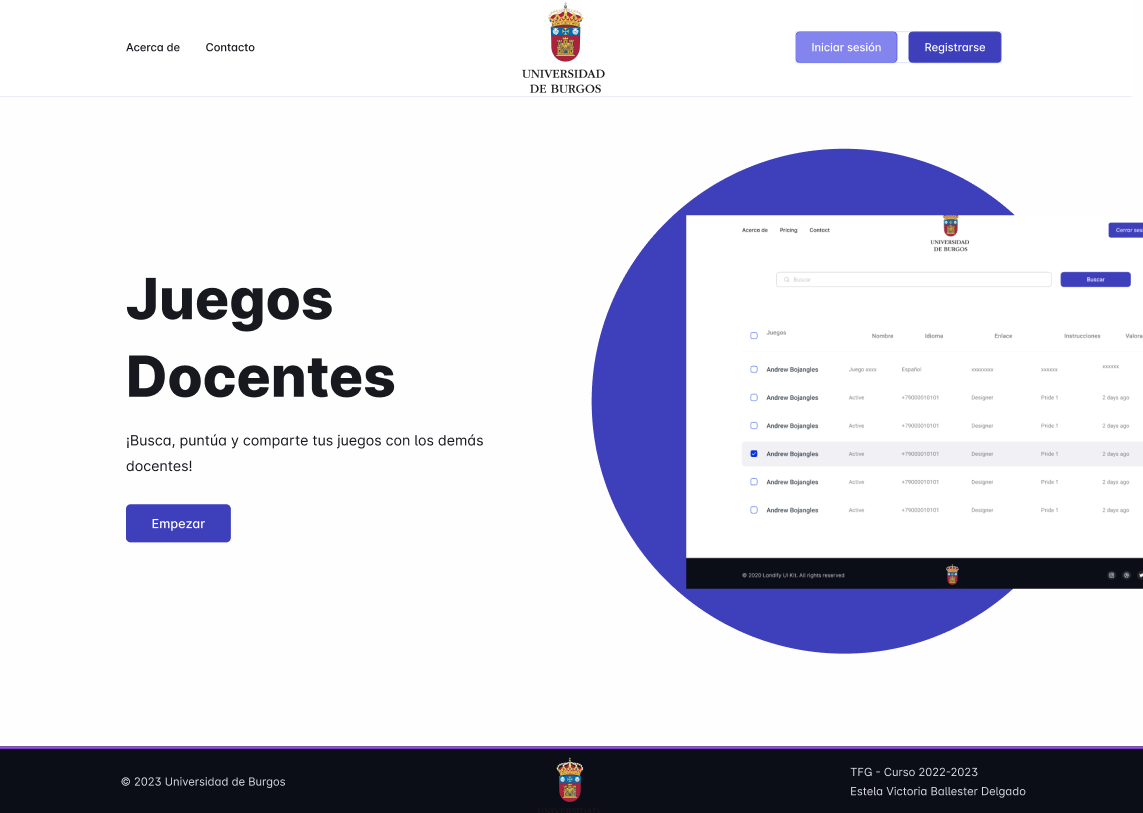 Acerca de
Contacto
UNIVERSIDAD
DE BURGOS
Iniciar sesión
Registrarse
Juegos
Docentes
¡Busca, puntúa y comparte tus juegos con los demás
docentes!
Empezar
Acerca de Pricing Contact
UNIVERSIDAD
DE BURGOS
Cerrar ses
Buscar
Buscar
Juegos Nombre Idioma Enlace Instrucciones Valora
Andrew Bojangles Juego xxxx Español xxxxxxxx xxxxxx xxxxxx
Andrew Bojangles Active +79000010101 Designer Pride 1 2 days ago
Andrew Bojangles Active +79000010101 Designer Pride 1 2 days ago
Andrew Bojangles Active +79000010101 Designer Pride 1 2 days ago
Andrew Bojangles Active +79000010101 Designer Pride 1 2 days ago
Andrew Bojangles Active +79000010101 Designer Pride 1 2 days ago
© 2020 Landify UI Kit. All rights reserved
© 2023 Universidad de Burgos
TFG - Curso 2022-2023
Estela Victoria Ballester Delgado